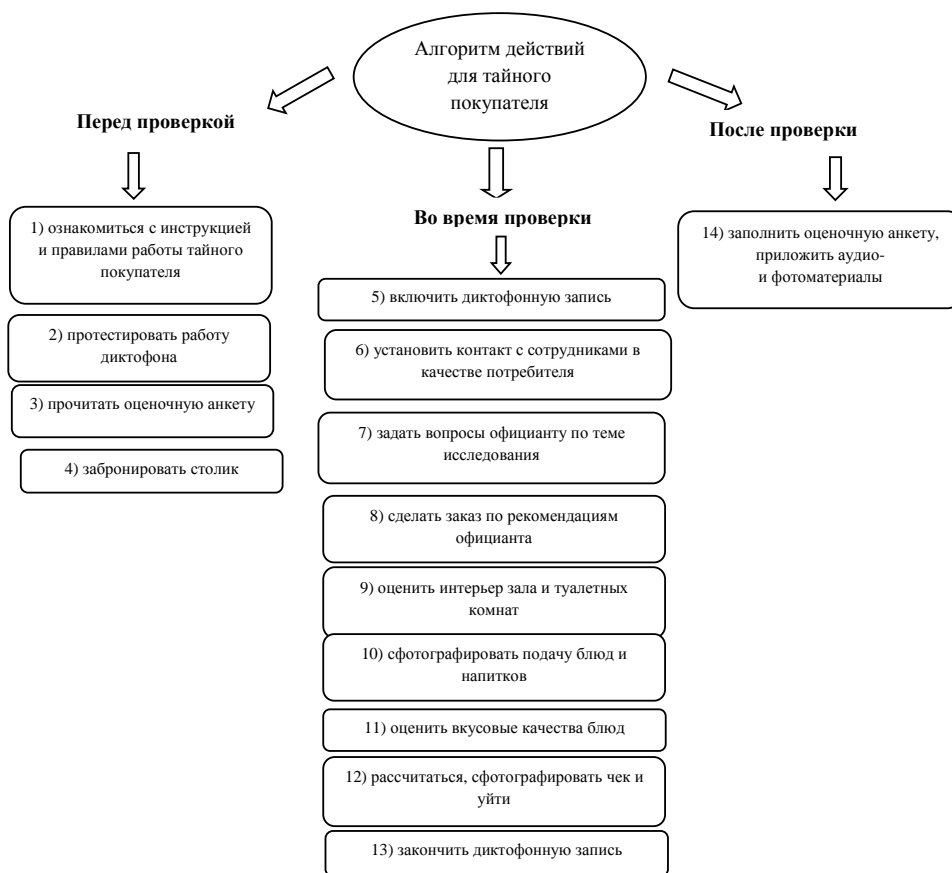 Алгоритм действий
для тайного
покупателя
Перед проверкой
1) ознакомиться с инструкцией
и правилами работы тайного
покупателя
2) протестировать работу
диктофона
3) прочитать оценочную анкету
4) забронировать столик
Во время проверки
5) включить диктофонную запись
6) установить контакт с сотрудниками в
качестве потребителя
7) задать вопросы официанту по теме
исследования
8) сделать заказ по рекомендациям
официанта
9) оценить интерьер зала и туалетных
комнат
10) сфотографировать подачу блюд и
напитков
11) оценить вкусовые качества блюд
12) рассчитаться, сфотографировать чек и
уйти
13) закончить диктофонную запись
После проверки
14) заполнить оценочную анкету,
приложить аудио-
и фотоматериалы